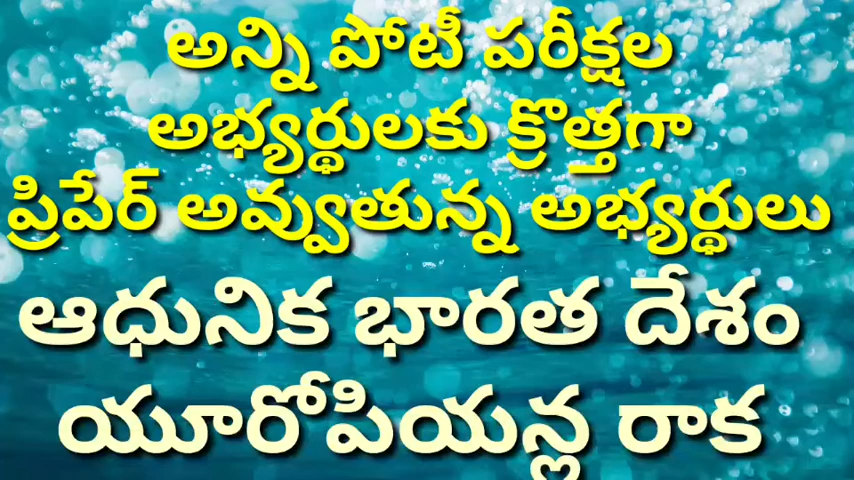 అన్ని పోటీ పరీక్షల
అభ్యర్థులకు క్రొత్తగా
ప్రిపేర్ అవ్వుతున్న అభ్యర్థులు
ఆధునిక భారత దేశం
యూరోపియన్ల రాక